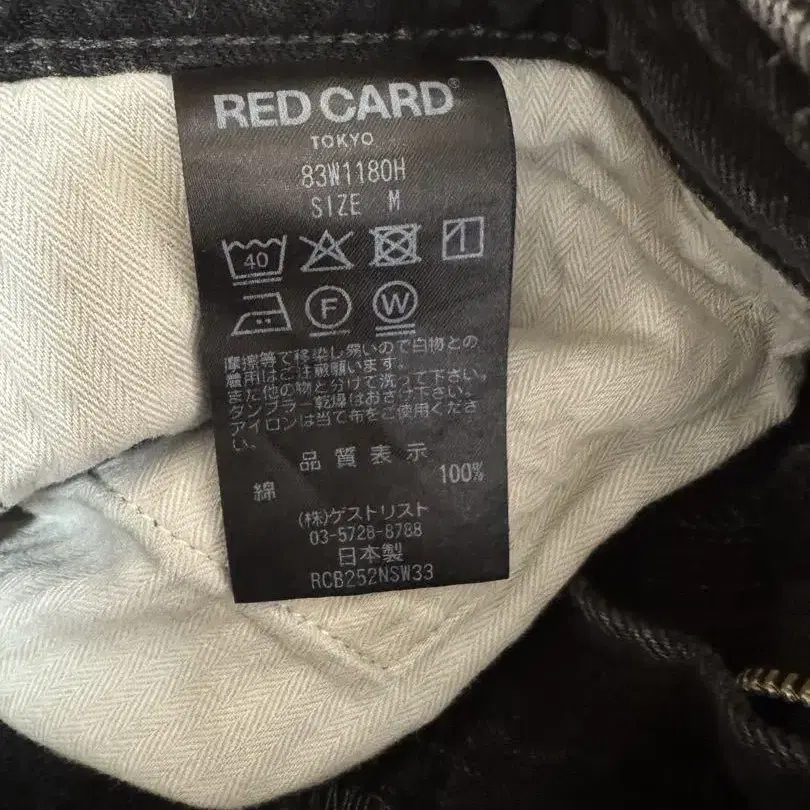 RED CARD®
TOKYO
83W1180H
SIZE M
40
1
F W
摩擦等で移染し易いので白物との
着用はご注意願います。
また他の物と分けて洗って下さい。
タンブラー乾燥はおさけ下さい。
アイロンは当て布をご使用くださ
い。
品質表示
綿 100%
(株)ゲストリスト
03-5728-8788
日本製
RCB252NSW33